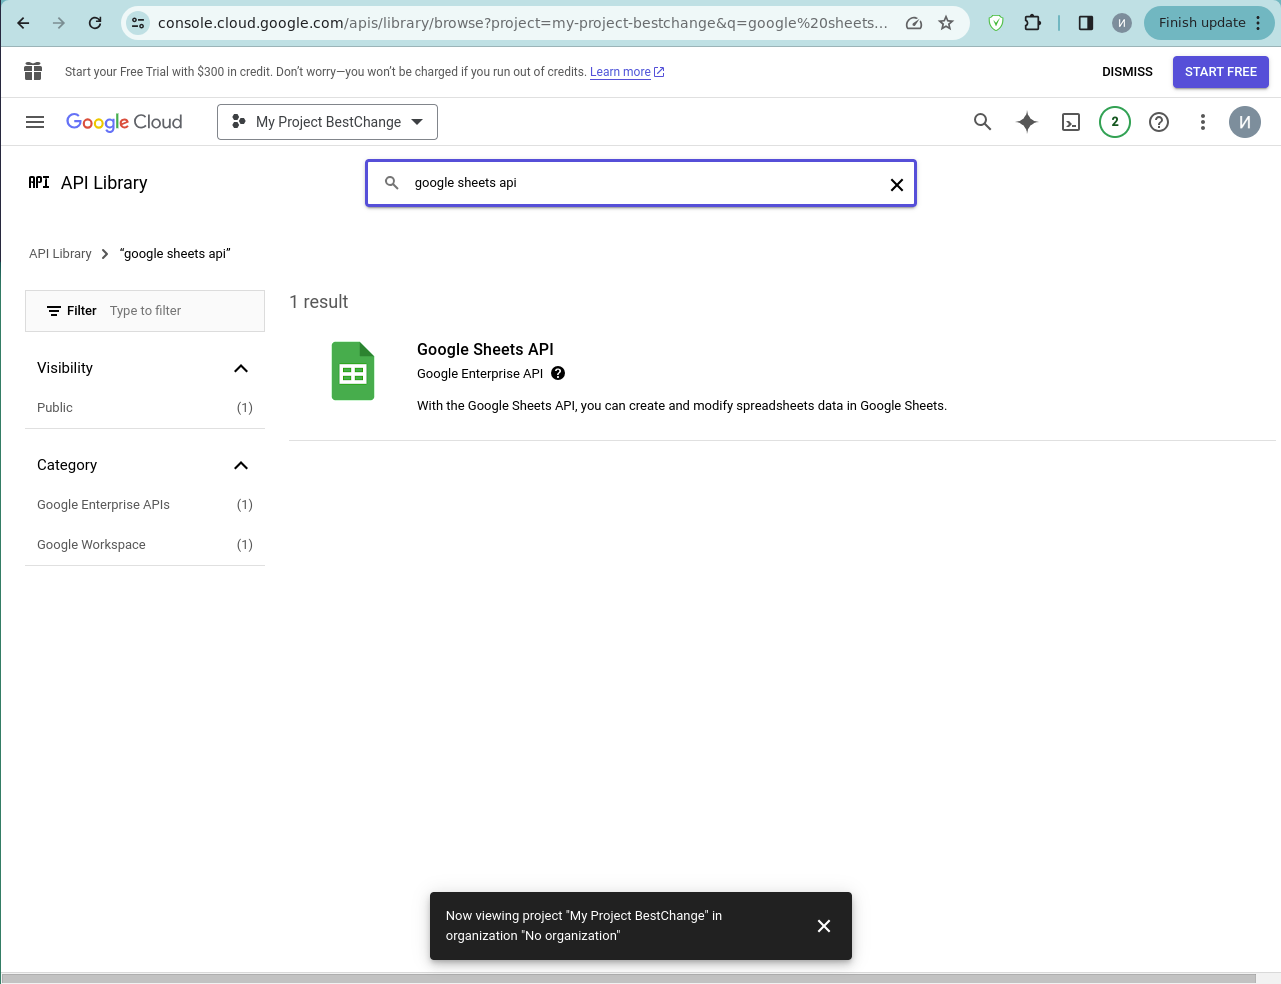 console.cloud.google.com/apis/library/browse?project=my-project-bestchange&q=google%20sheets...
И
Finish update
Start your Free Trial with $300 in credit. Don’t worry—you won’t be charged if you run out of credits. Learn more
DISMISS
START FREE
Google Cloud
My Project BestChange
2
И
API API Library
google sheets api
API Library
“google sheets api”
Filter Type to filter
1 result
Visibility
Public (1)
Category
Google Enterprise APIs (1)
Google Workspace (1)
Google Sheets API
Google Enterprise API
With the Google Sheets API, you can create and modify spreadsheets data in Google Sheets.
Now viewing project "My Project BestChange" in
organization "No organization"